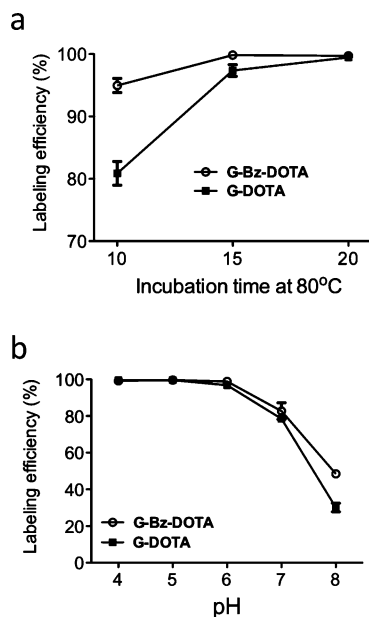 a
Labeling efficiency (%)
100
90
80
70
G-Bz-DOTA
G-DOTA
10
15
20
Incubation time at 80°C
b
Labeling efficiency (%)
100
80
60
40
20
0
G-Bz-DOTA
G-DOTA
4
5
6
7
8
pH